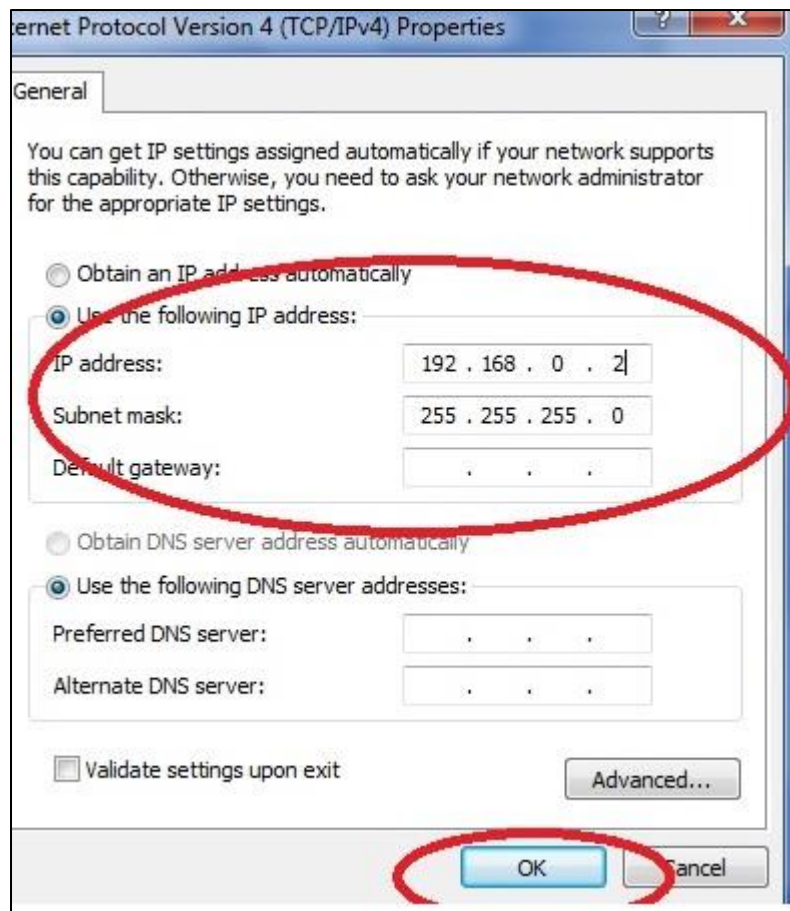 ernet Protocol Version 4 (TCP/IPv4) Properties
?
X
General
You can get IP settings assigned automatically if your network supports
this capability. Otherwise, you need to ask your network administrator
for the appropriate IP settings.
Obtain an IP address automatically
Use the following IP address:
IP address: 192 . 168 . 0 . 2
Subnet mask: 255 . 255 . 255 . 0
Default gateway: . . .
Obtain DNS server address automatically
Use the following DNS server addresses:
Preferred DNS server: . . .
Alternate DNS server: . . .
Validate settings upon exit
Advanced...
OK Cancel